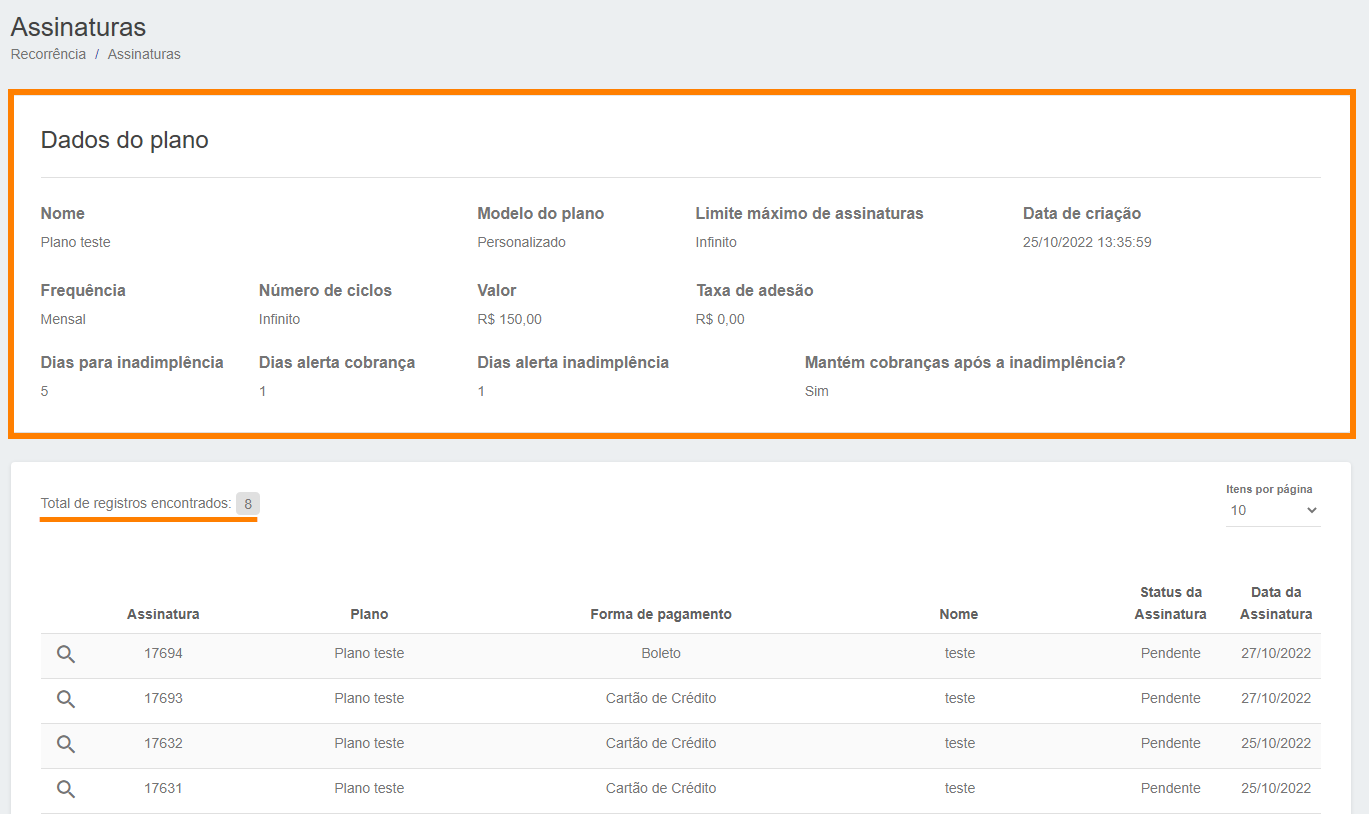 Assinaturas
Recorrência / Assinaturas
Dados do plano
Nome Modelo do plano Limite máximo de assinaturas Data de criação
Plano teste Personalizado Infinito 25/10/2022 13:35:59
Frequência Número de ciclos Valor Taxa de adesão
Mensal Infinito R$ 150,00 R$ 0,00
Dias para inadimplência Dias alerta cobrança Dias alerta inadimplência Mantém cobranças após a inadimplência?
5 1 1 Sim
Itens por página
Total de registros encontrados: 8 10
Status da Data da
Assinatura Plano Forma de pagamento Nome Assinatura Assinatura
17694 Plano teste Boleto teste Pendente 27/10/2022
17693 Plano teste Cartão de Crédito teste Pendente 27/10/2022
17632 Plano teste Cartão de Crédito teste Pendente 25/10/2022
17631 Plano teste Cartão de Crédito teste Pendente 25/10/2022